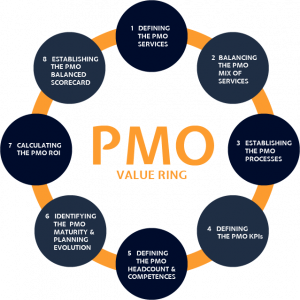 1 DEFINING
THE PMO
SERVICES
2 BALANCING
THE PMO
MIX OF
SERVICES
3 ESTABLISHING
THE PMO
PROCESSES
4 DEFINING
THE PMO KPIs
5 DEFINING
THE PMO
HEADCOUNT &
COMPETENCES
6 IDENTIFYING
THE PMO
MATURITY &
PLANNING
EVOLUTION
7 CALCULATING
THE PMO ROI
8 ESTABLISHING
THE PMO
BALANCED
SCORECARD
PMO
VALUE RING